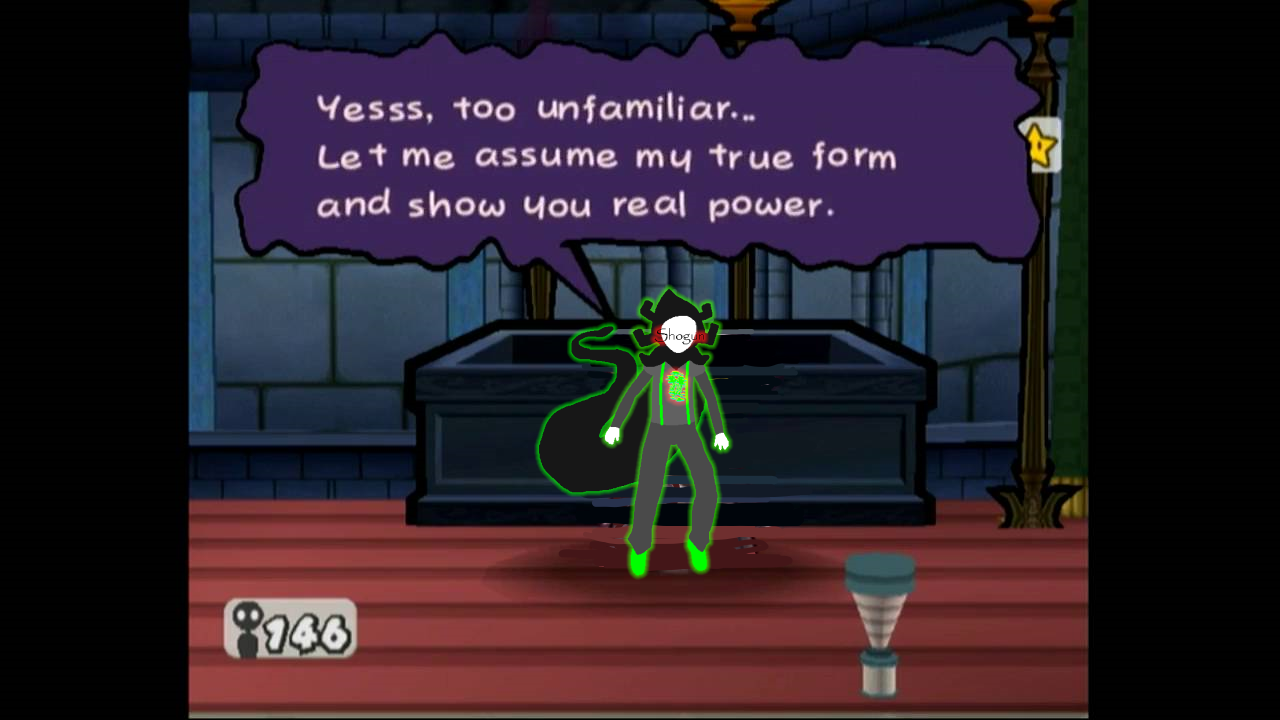 Yesss, too unfamiliar...
Let me assume my true form
and show you real power.
Shogun
146